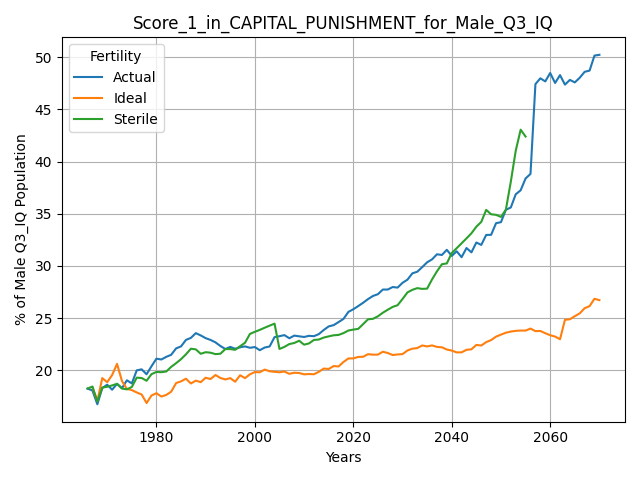 Score_1_in_CAPITAL_PUNISHMENT_for_Male_Q3_IQ
% of Male Q3_IQ Population
50
45
40
35
30
25
20
Fertility
Actual
Ideal
Sterile
1980 2000 2020 2040 2060
Years